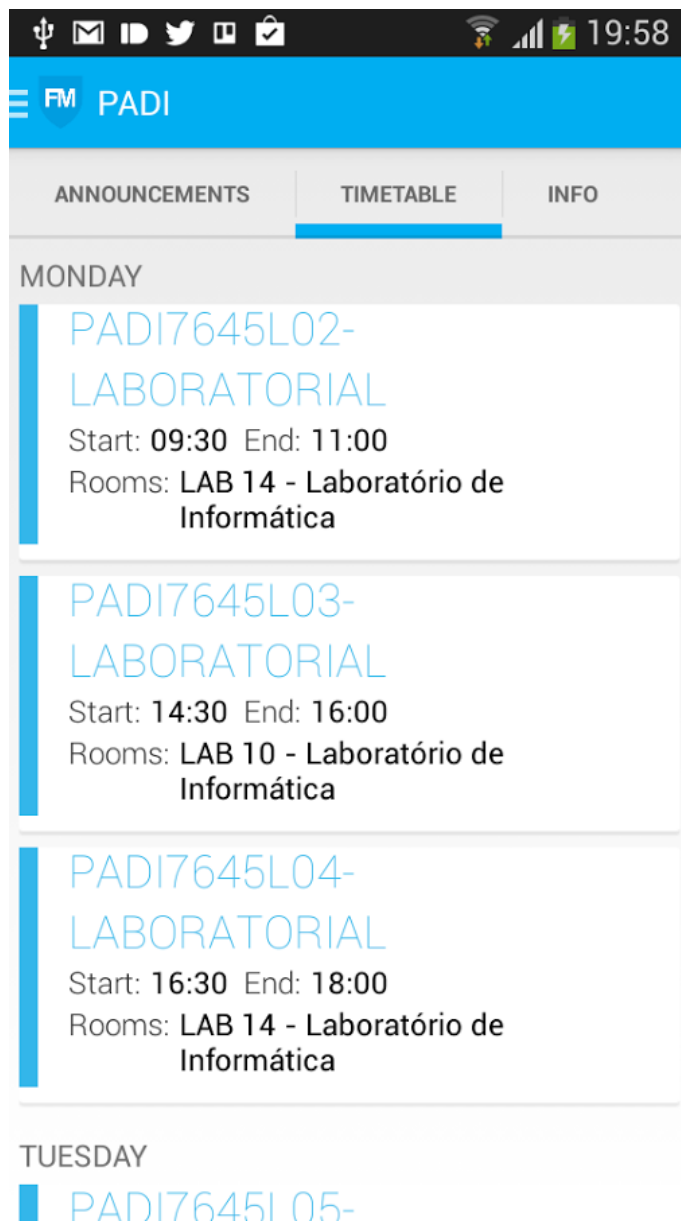 19:58
FM PADI
ANNOUNCEMENTS TIMETABLE INFO
MONDAY
PADI7645L02-
LABORATORIAL
Start: 09:30 End: 11:00
Rooms: LAB 14 - Laboratório de
Informática
PADI7645L03-
LABORATORIAL
Start: 14:30 End: 16:00
Rooms: LAB 10 - Laboratório de
Informática
PADI7645L04-
LABORATORIAL
Start: 16:30 End: 18:00
Rooms: LAB 14 - Laboratório de
Informática
TUESDAY
PADI7645L05-